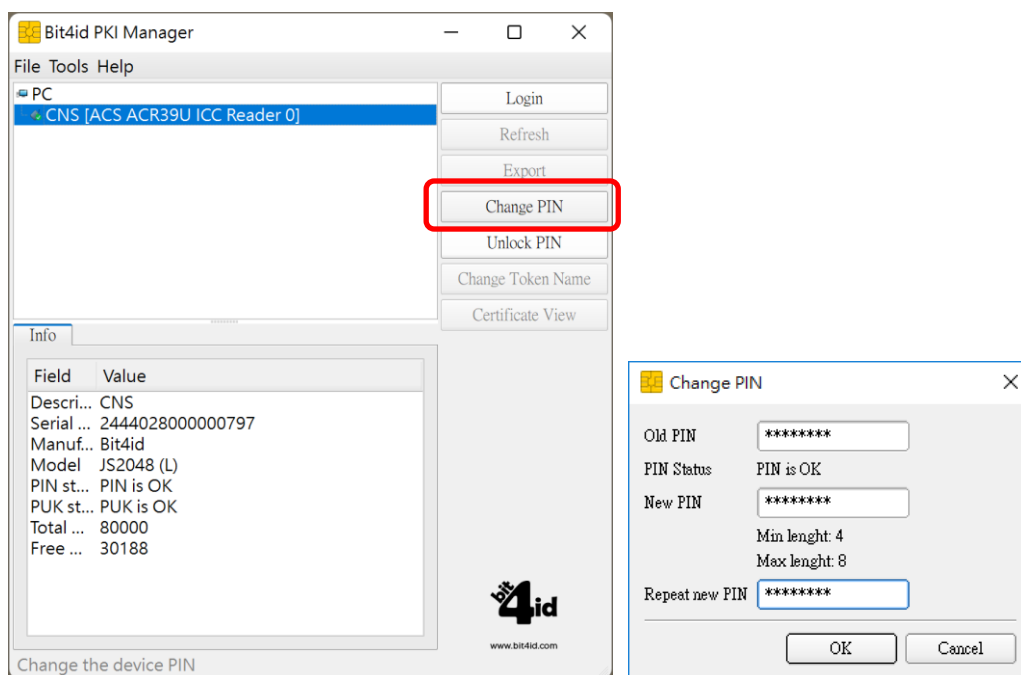 Bit4id PKI Manager
File Tools Help
PC
CNS [ACS ACR39U ICC Reader 0]
Login
Refresh
Export
Change PIN
Unlock PIN
Change Token Name
Certificate View
Info
Field Value
Descri... CNS
Serial ... 2444028000000797
Manuf... Bit4id
Model JS2048 (L)
PIN st... PIN is OK
PUK st... PUK is OK
Total ... 80000
Free ... 30188
bit4id
www.bit4id.com
Change the device PIN
Change PIN
Old PIN ********
PIN Status PIN is OK
New PIN ********
Min lenght: 4
Max lenght: 8
Repeat new PIN ********
OK Cancel